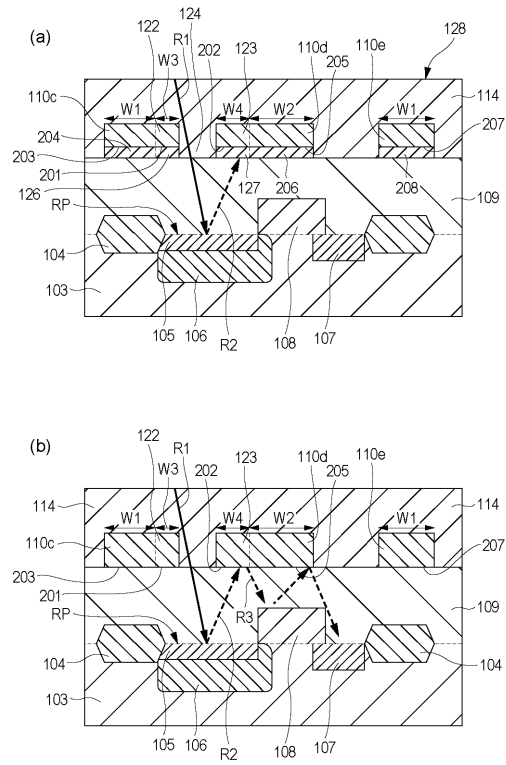 (a)
122 124 123 110d
W3 R1 202 205 128
110c W1 W4 W2 110e W1 114
204
203 207
201
126 127 206 208 109
RP
104
103
105 106 R2 108 107
(b)
122 R1 123 110d
W3 202 205 110e
114 W1 W4 W2 W1 114
110c
203 207
201 R3
RP 109
104 104
103
105 106 R2 108 107